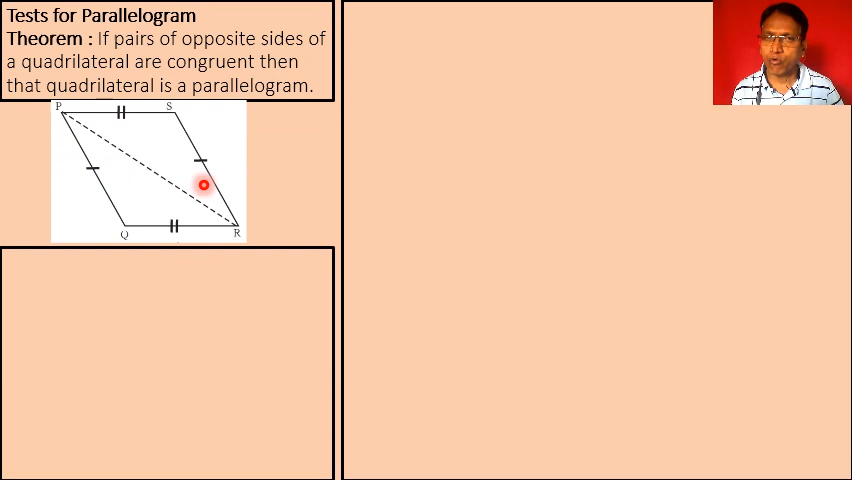 Tests for Parallelogram
Theorem : If pairs of opposite sides of
a quadrilateral are congruent then
that quadrilateral is a parallelogram.
P
S
Q
R